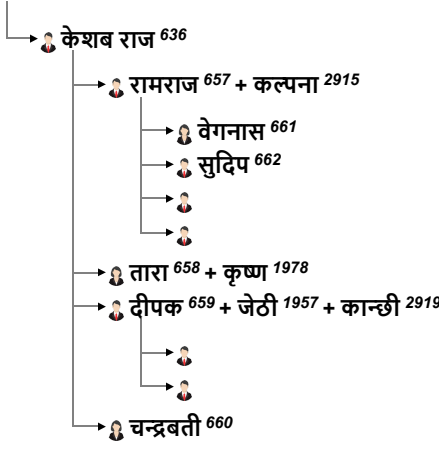 केशब राज 636
रामराज 657 + कल्पना 2915
वेगनास 661
सुदिप 662
तारा 658 + कृष्ण 1978
दीपक 659 + जेठी 1957 + कान्छी 2919
चन्द्रबती 660